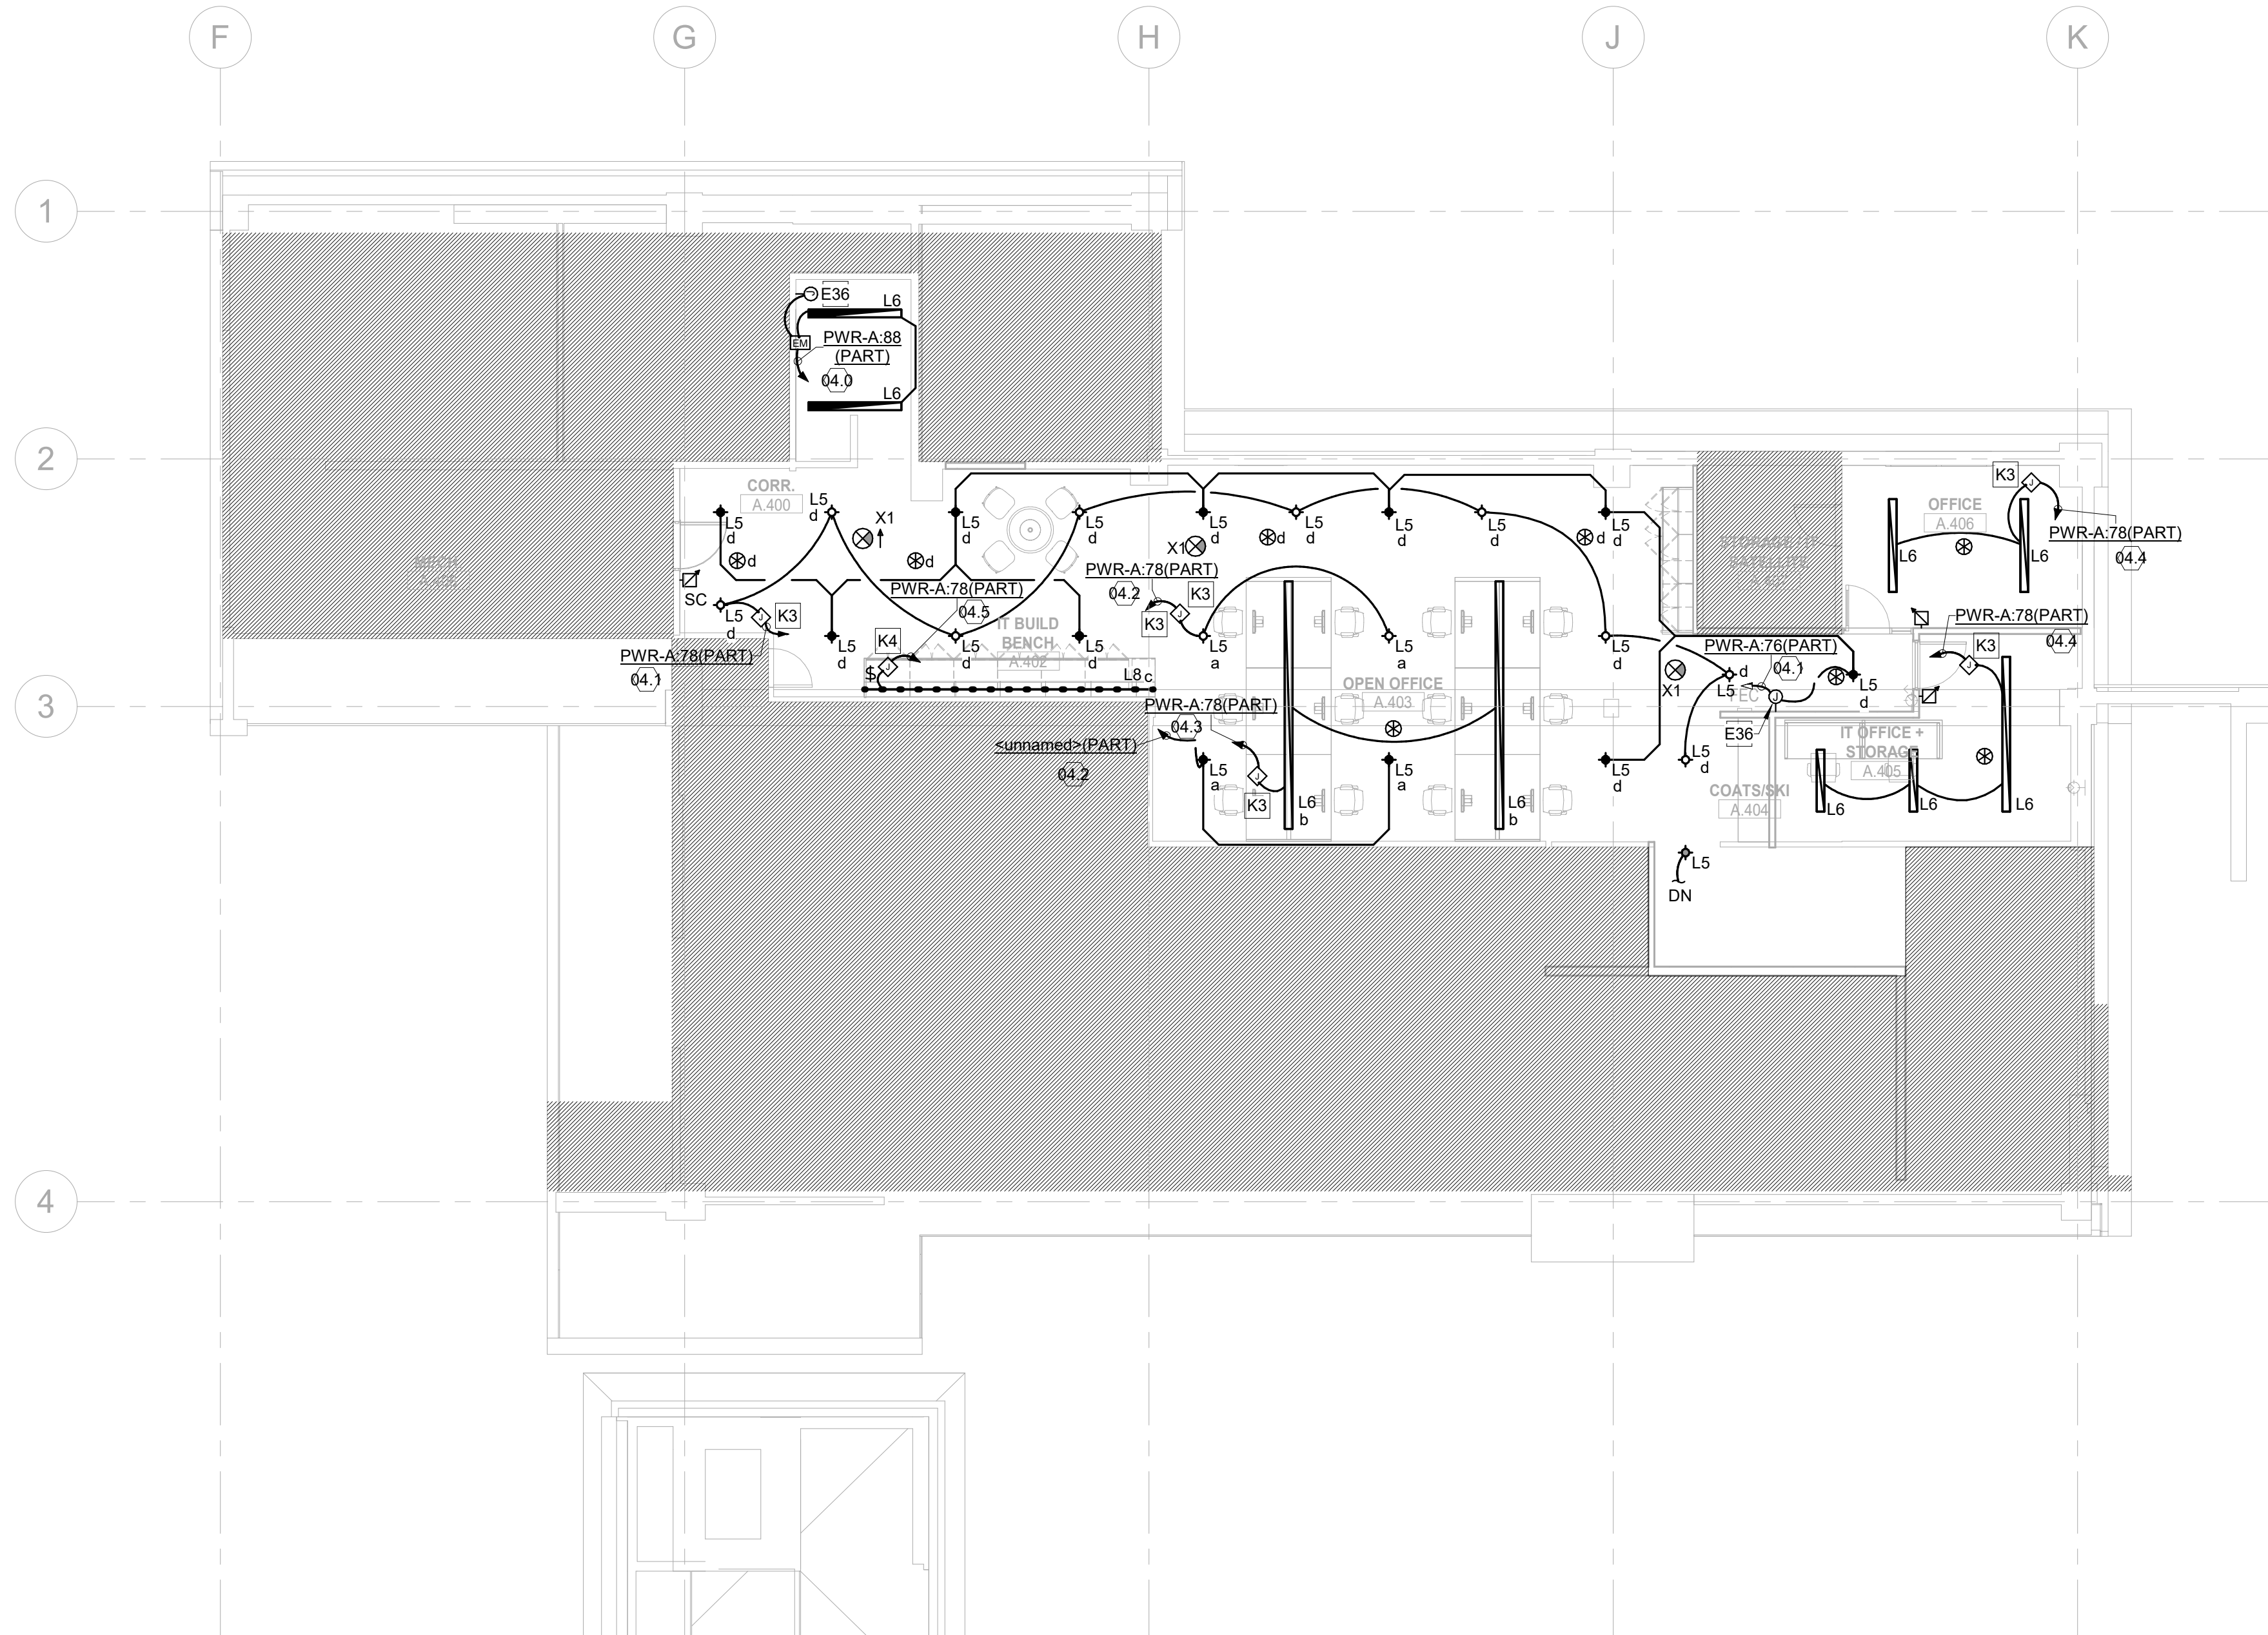 F
G
H
J
K
1
2
3
4
E36
L6
EM
PWR-A:88
(PART)
04.0
L6
CORR.
A.400
L5
d
X1
L5
d
L5
d
L5
d
L5
d
L5
d
L5
d
L5
d
L5
d
d
d
X1
d
d
K3
OFFICE
A.406
PWR-A:78(PART)
04.4
L6
L6
SC
L5
d
K3
PWR-A:78(PART)
04.1
PWR-A:78(PART)
04.5
K4
$
IT BUILD
BENCH
A.402
L5
d
L5
d
L5
d
L8 c
PWR-A:78(PART)
04.2
K3
K3
L5
a
L5
a
L5
d
OPEN OFFICE
A.403
PWR-A:78(PART)
04.3
<unnamed>(PART)
04.2
K3
L5
a
L5
a
L6
b
L6
b
L5
d
X1
PWR-A:76(PART)
04.1
d
L5
FEC
E36
L5
d
L5
d
PWR-A:78(PART)
04.4
K3
IT OFFICE +
STORAGE
A.405
L6
L6
L6
COATS/SKI
A.404
L5
DN
J
J
J
J
J
J
J